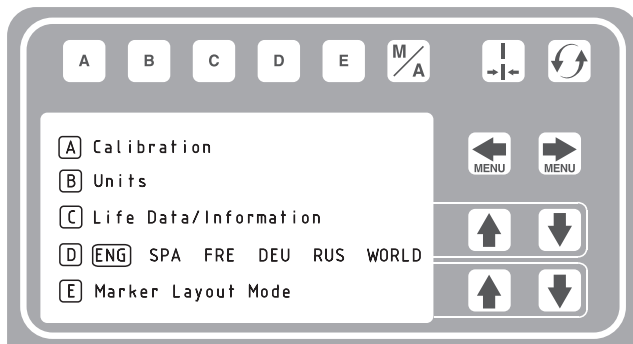 A B C D E M/A
MENU MENU
A Calibration
B Units
C Life Data/Information
D ENG SPA FRE DEU RUS WORLD
E Marker Layout Mode